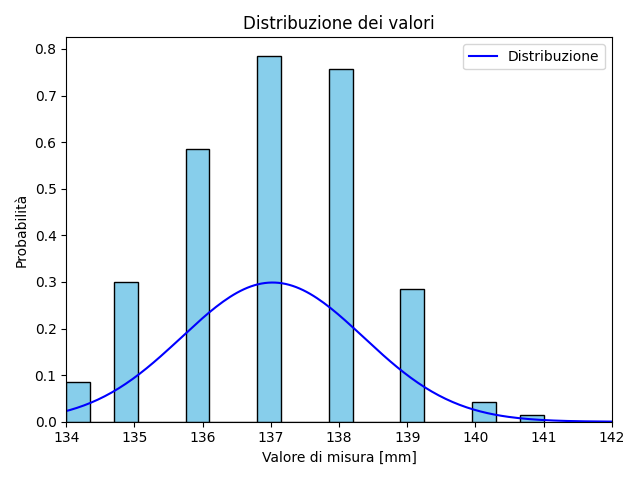 Distribuzione dei valori
Distribuzione
0.8
0.7
0.6
0.5
0.4
0.3
0.2
0.1
0.0
Probabilità
134 135 136 137 138 139 140 141 142
Valore di misura [mm]